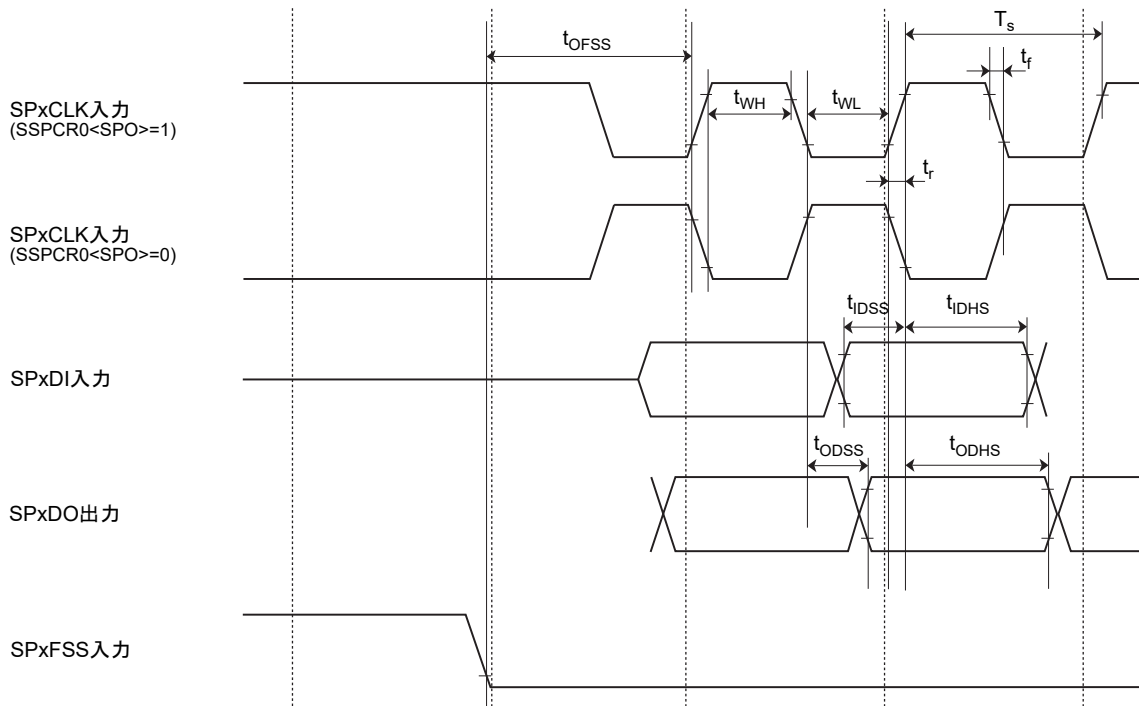 T_s
t_OFSS
t_f
SPxCLK入力
(SSPCR0<SPO>=1)
t_WH
t_WL
t_r
SPxCLK入力
(SSPCR0<SPO>=0)
t_IDSS
t_IDHS
SPxDI入力
t_ODSS
t_ODHS
SPxDO出力
SPxFSS入力